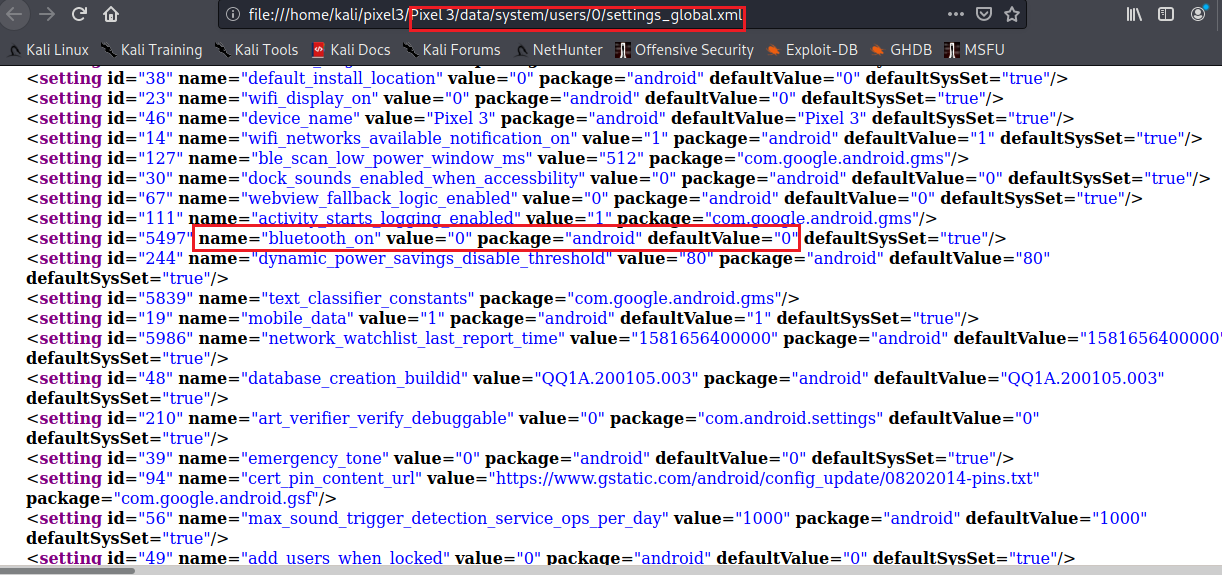 file:///home/kali/pixel3/Pixel 3/data/system/users/0/settings_global.xml
Kali Linux Kali Training Kali Tools Kali Docs Kali Forums NetHunter Offensive Security Exploit-DB GHDB MSFU
<setting id="38" name="default_install_location" value="0" package="android" defaultValue="0" defaultSysSet="true"/>
<setting id="23" name="wifi_display_on" value="0" package="android" defaultValue="0" defaultSysSet="true"/>
<setting id="46" name="device_name" value="Pixel 3" package="android" defaultValue="Pixel 3" defaultSysSet="true"/>
<setting id="14" name="wifi_networks_available_notification_on" value="1" package="android" defaultValue="1" defaultSysSet="true"/>
<setting id="127" name="ble_scan_low_power_window_ms" value="512" package="com.google.android.gms"/>
<setting id="30" name="dock_sounds_enabled_when_accessbility" value="0" package="android" defaultValue="0" defaultSysSet="true"/>
<setting id="67" name="webview_fallback_logic_enabled" value="0" package="android" defaultValue="0" defaultSysSet="true"/>
<setting id="111" name="activity_starts_logging_enabled" value="1" package="com.google.android.gms"/>
<setting id="5497" name="bluetooth_on" value="0" package="android" defaultValue="0" defaultSysSet="true"/>
<setting id="244" name="dynamic_power_savings_disable_threshold" value="80" package="android" defaultValue="80"
defaultSysSet="true"/>
<setting id="5839" name="text_classifier_constants" package="com.google.android.gms"/>
<setting id="19" name="mobile_data" value="1" package="android" defaultValue="1" defaultSysSet="true"/>
<setting id="5986" name="network_watchlist_last_report_time" value="1581656400000" package="android" defaultValue="1581656400000"
defaultSysSet="true"/>
<setting id="48" name="database_creation_buildid" value="QQ1A.200105.003" package="android" defaultValue="QQ1A.200105.003"
defaultSysSet="true"/>
<setting id="210" name="art_verifier_verify_debuggable" value="0" package="com.android.settings" defaultValue="0"
defaultSysSet="true"/>
<setting id="39" name="emergency_tone" value="0" package="android" defaultValue="0" defaultSysSet="true"/>
<setting id="94" name="cert_pin_content_url" value="https://www.gstatic.com/android/config_update/08202014-pins.txt"
package="com.google.android.gsf"/>
<setting id="56" name="max_sound_trigger_detection_service_ops_per_day" value="1000" package="android" defaultValue="1000"
defaultSysSet="true"/>
<setting id="49" name="add_users_when_locked" value="0" package="android" defaultValue="0" defaultSysSet="true"/>